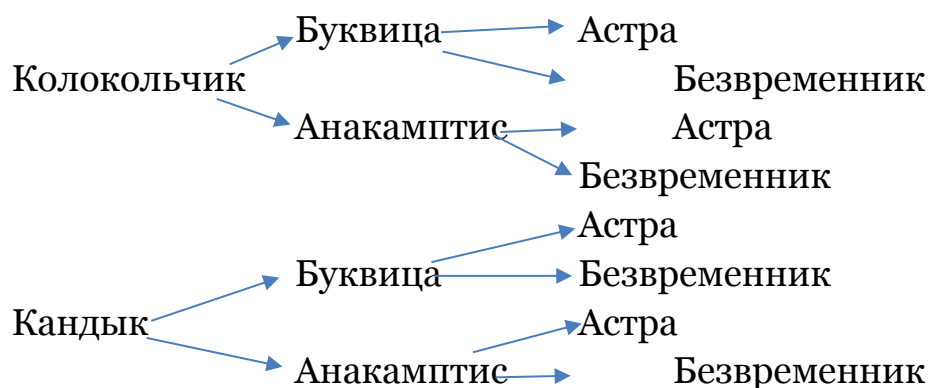 Буквица Астра
Колокольчик Безвременник
Анакамптис Астра
Безвременник
Астра
Буквица Безвременник
Кандык Астра
Анакамптис Безвременник